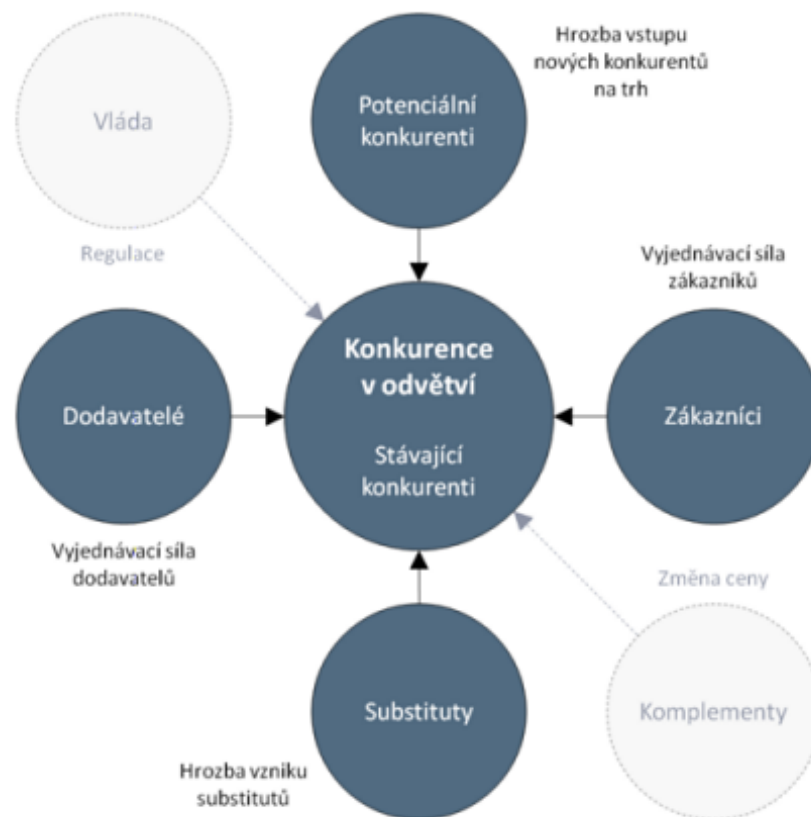 Hrozba vstupu
nových konkurentů
na trh
Vláda
Potenciální
konkurenti
Regulace
Vyjednávací síla
zákazníků
Konkurence
v odvětví
Dodavatelé
Zákazníci
Stávající
konkurenti
Vyjednávací síla
dodavatelů
Změna ceny
Substituty
Komplementy
Hrozba vzniku
substitutů